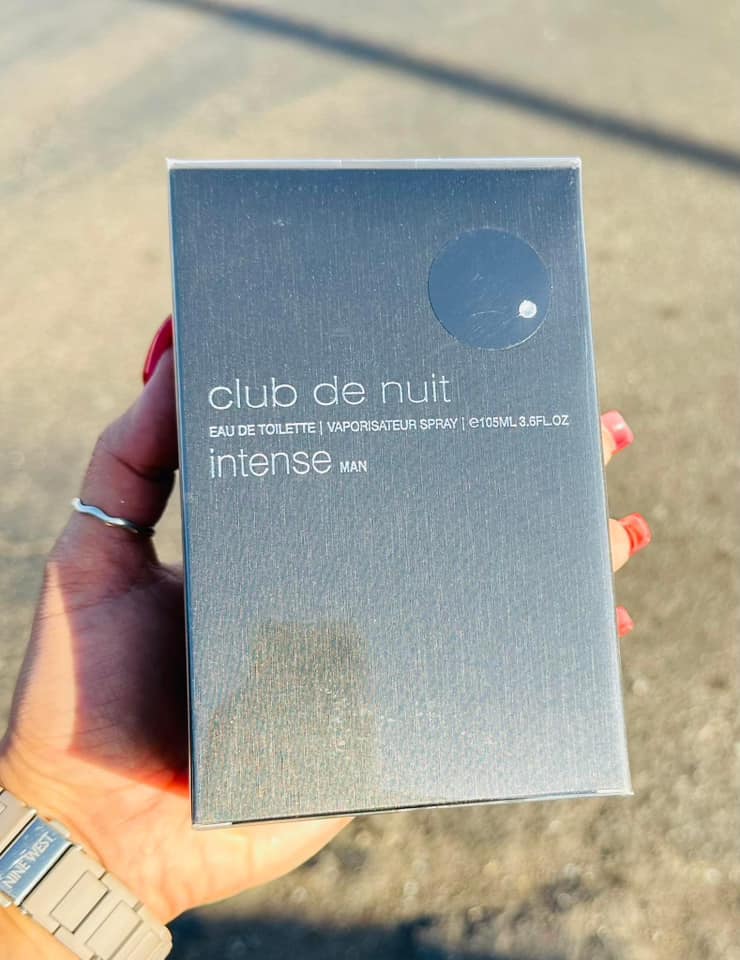 club de nuit
EAU DE TOILETTE | VAPORISATEUR SPRAY | ℮105ML 3.6FL.OZ
intense MAN
NINE WEST